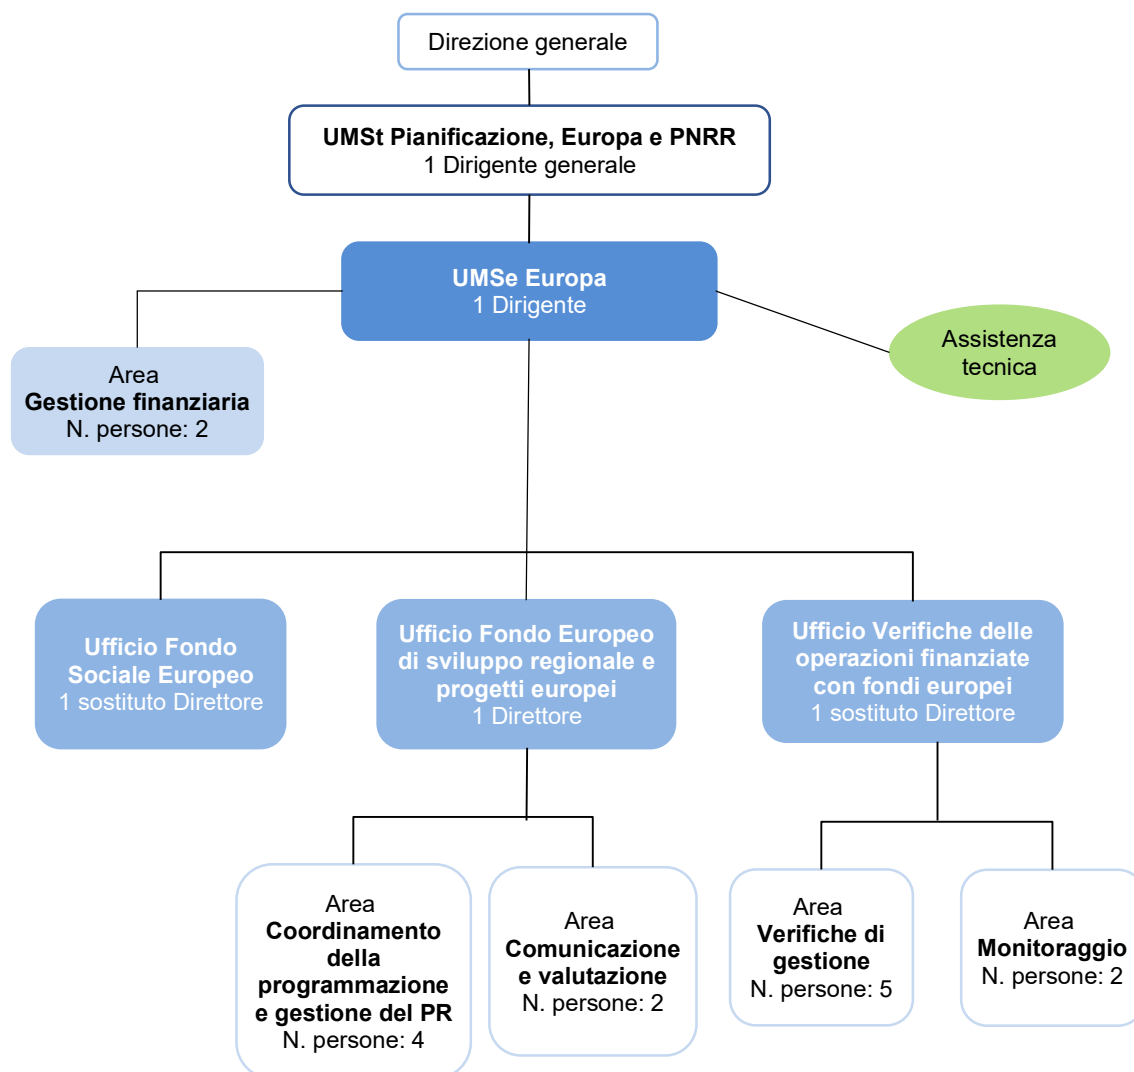 Direzione generale
UMSt Pianificazione, Europa e PNRR
1 Dirigente generale
UMSe Europa
1 Dirigente
Assistenza
tecnica
Area
Gestione finanziaria
N. persone: 2
Ufficio Fondo
Sociale Europeo
1 sostituto Direttore
Ufficio Fondo Europeo
di sviluppo regionale e
progetti europei
1 Direttore
Ufficio Verifiche delle
operazioni finanziate
con fondi europei
1 sostituto Direttore
Area
Coordinamento
della
programmazione
e gestione del PR
N. persone: 4
Area
Comunicazione
e valutazione
N. persone: 2
Area
Verifiche di
gestione
N. persone: 5
Area
Monitoraggio
N. persone: 2